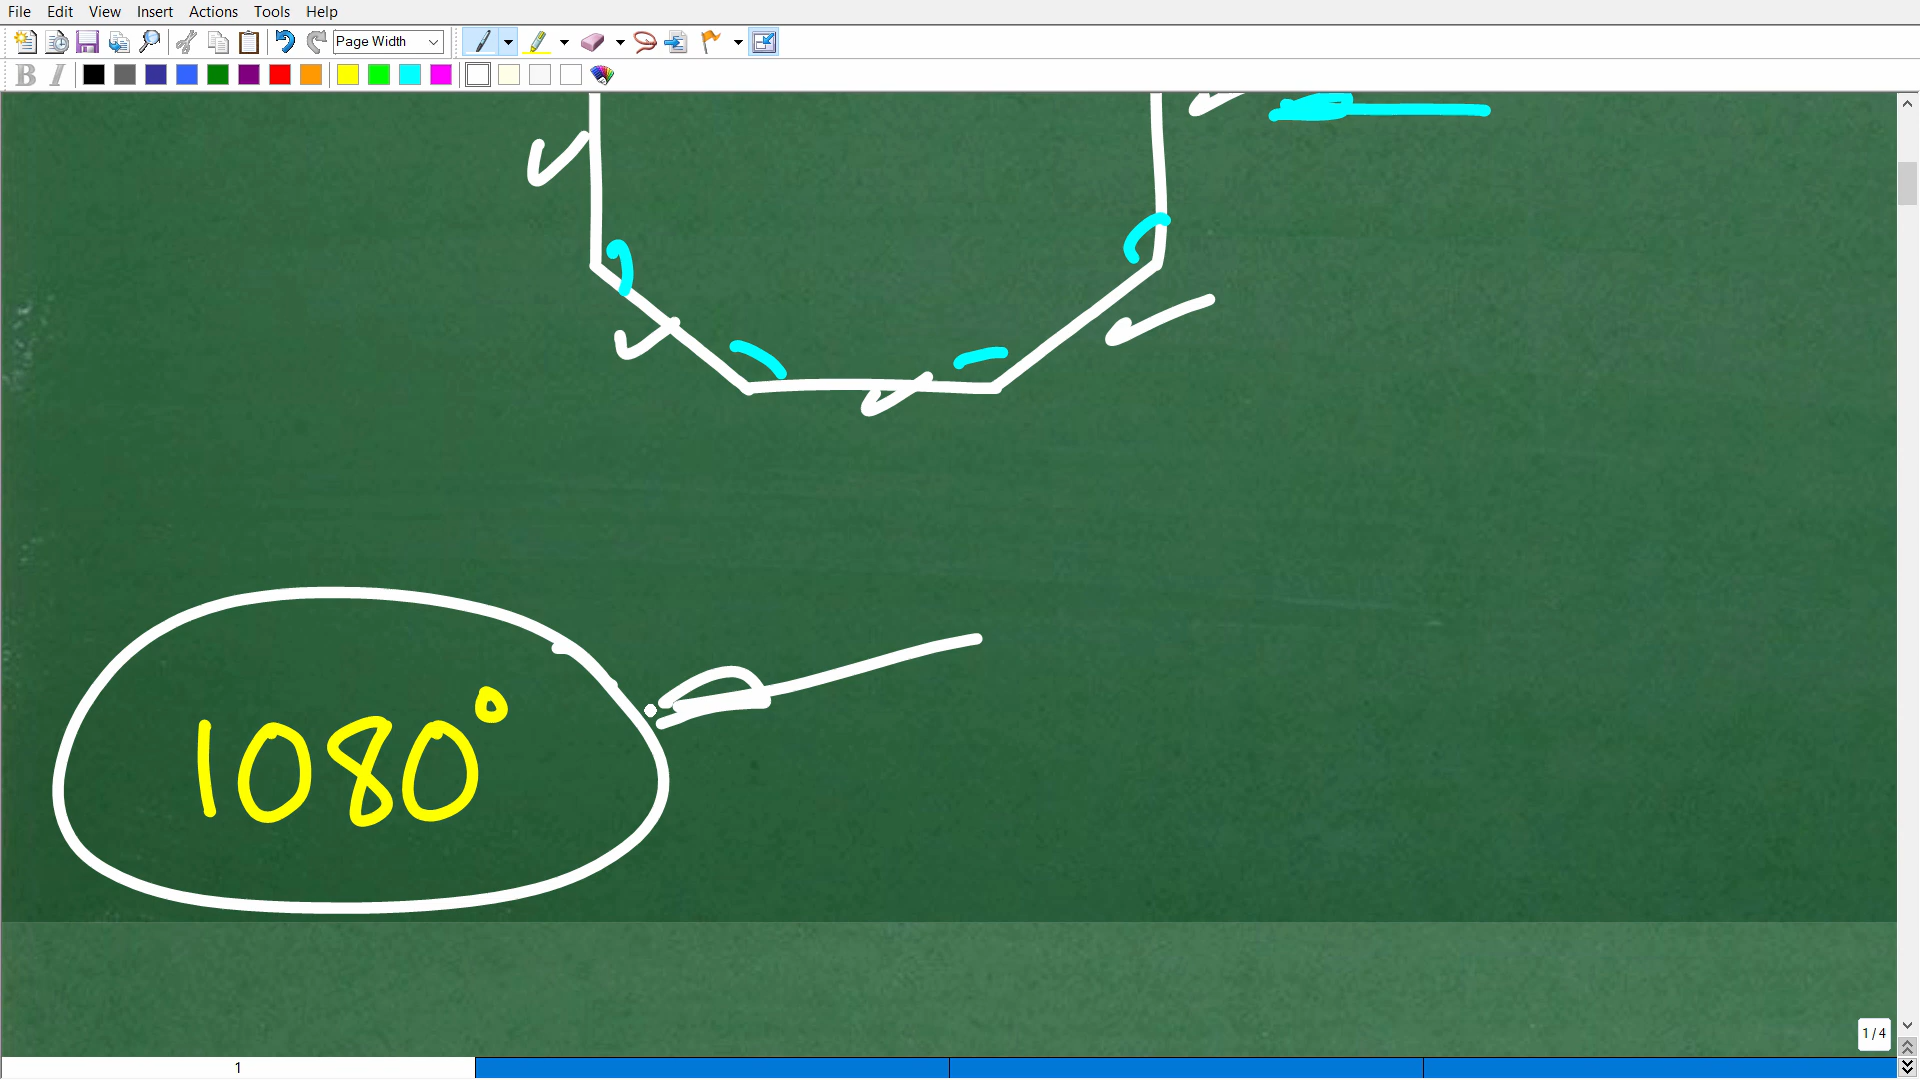 File Edit View Insert Actions Tools Help
Page Width
B I
1080°
1 / 4
1